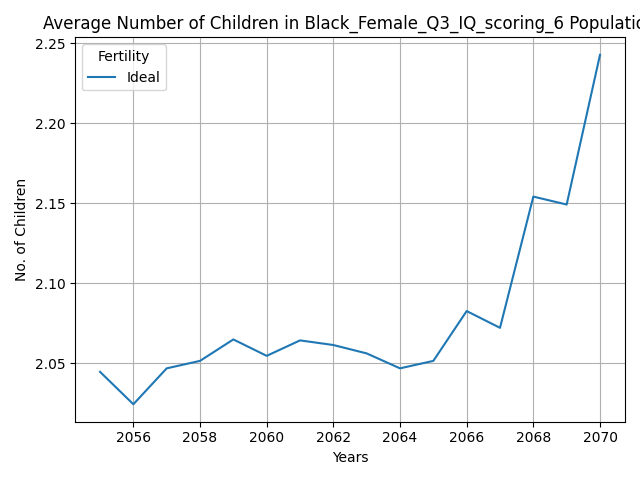 Average Number of Children in Black_Female_Q3_IQ_scoring_6 Populatio
2.25
2.20
2.15
2.10
2.05
No. of Children
Fertility
Ideal
2056 2058 2060 2062 2064 2066 2068 2070
Years